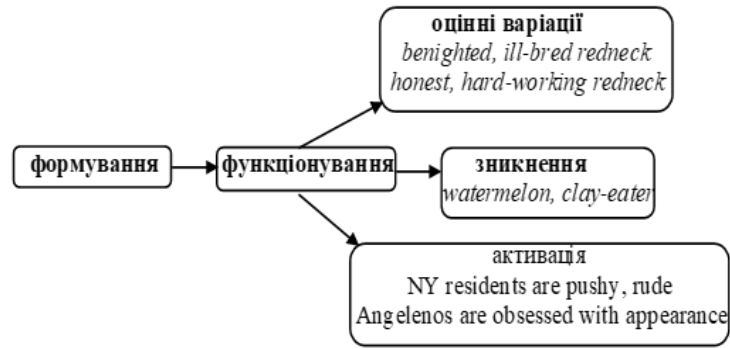 оцінні варіації
benighted, ill-bred redneck
honest, hard-working redneck
формування
функціонування
зникнення
watermelon, clay-eater
активація
NY residents are pushy, rude
Angelenos are obsessed with appearance